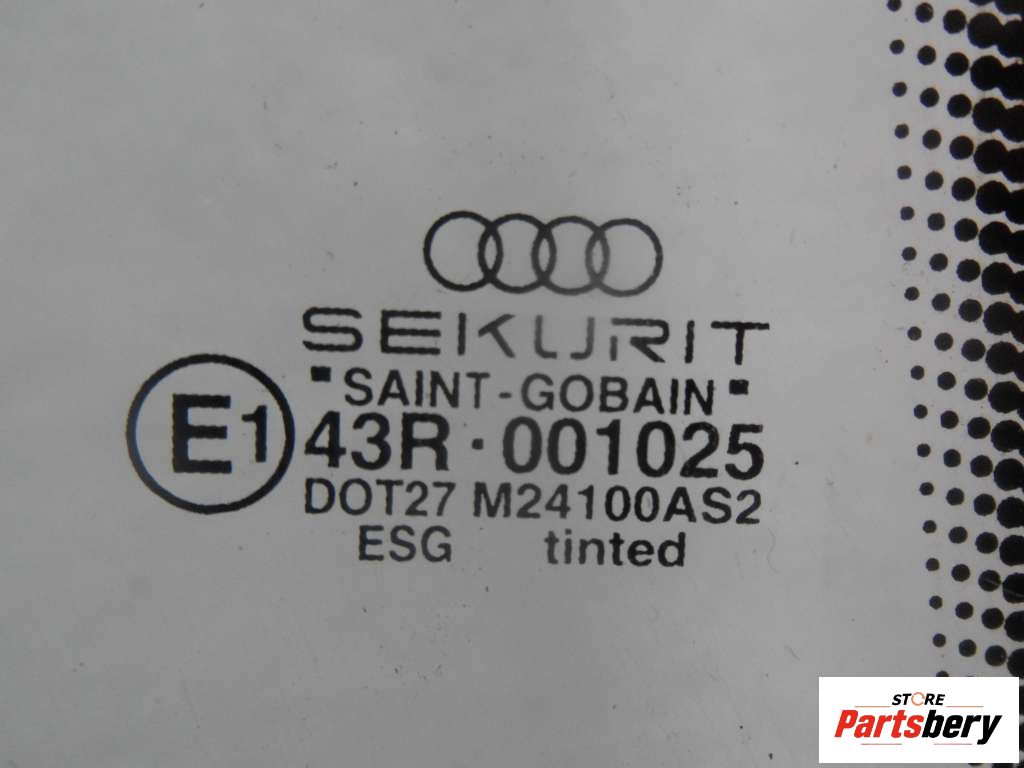 SEKURIT
"SAINT-GOBAIN"
E1
43R·001025
DOT27 M24100AS2
ESG tinted
STORE
Partsbery